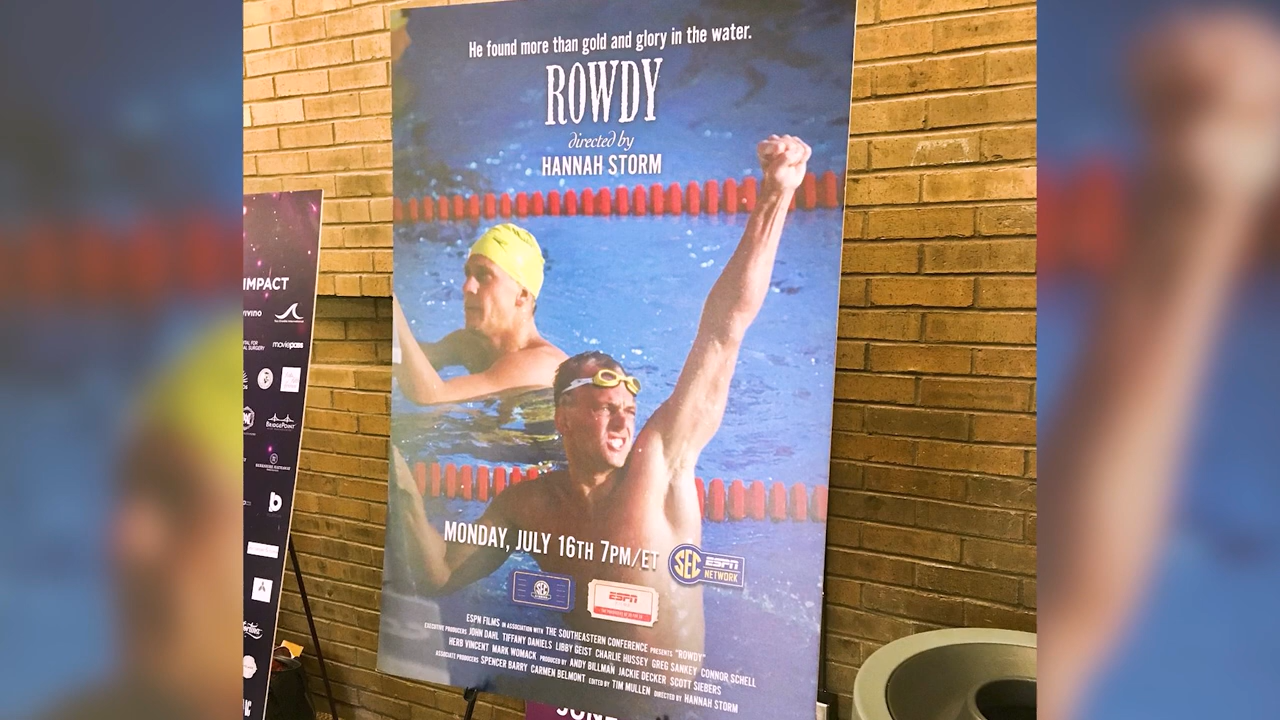 He found more than gold and glory in the water.
ROWDY
directed by
HANNAH STORM
MONDAY, JULY 16TH 7PM/ET
SEC ESPN NETWORK
SEC
ESPN
ESPN FILMS IN ASSOCIATION WITH THE SOUTHEASTERN CONFERENCE PRESENTS "ROWDY"
EXECUTIVE PRODUCERS JOHN DAHL TIFFANY DANIELS LIBBY GEIST CHARLIE HUSSEY GREG SANKEY CONNOR SCHELL
HERB VINCENT MARK WOMACK PRODUCED BY ANDY BILLMAN JACKIE DECKER SCOTT SIEBERS
ASSOCIATE PRODUCERS SPENCER BARRY CARMEN BELMONT EDITED BY TIM MULLEN DIRECTED BY HANNAH STORM
IMPACT
moviepass
BRIDGEPOINT
b